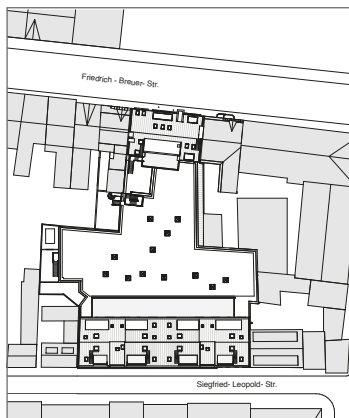 Friedrich - Breuer- Str.
Siegfried- Leopold- Str.